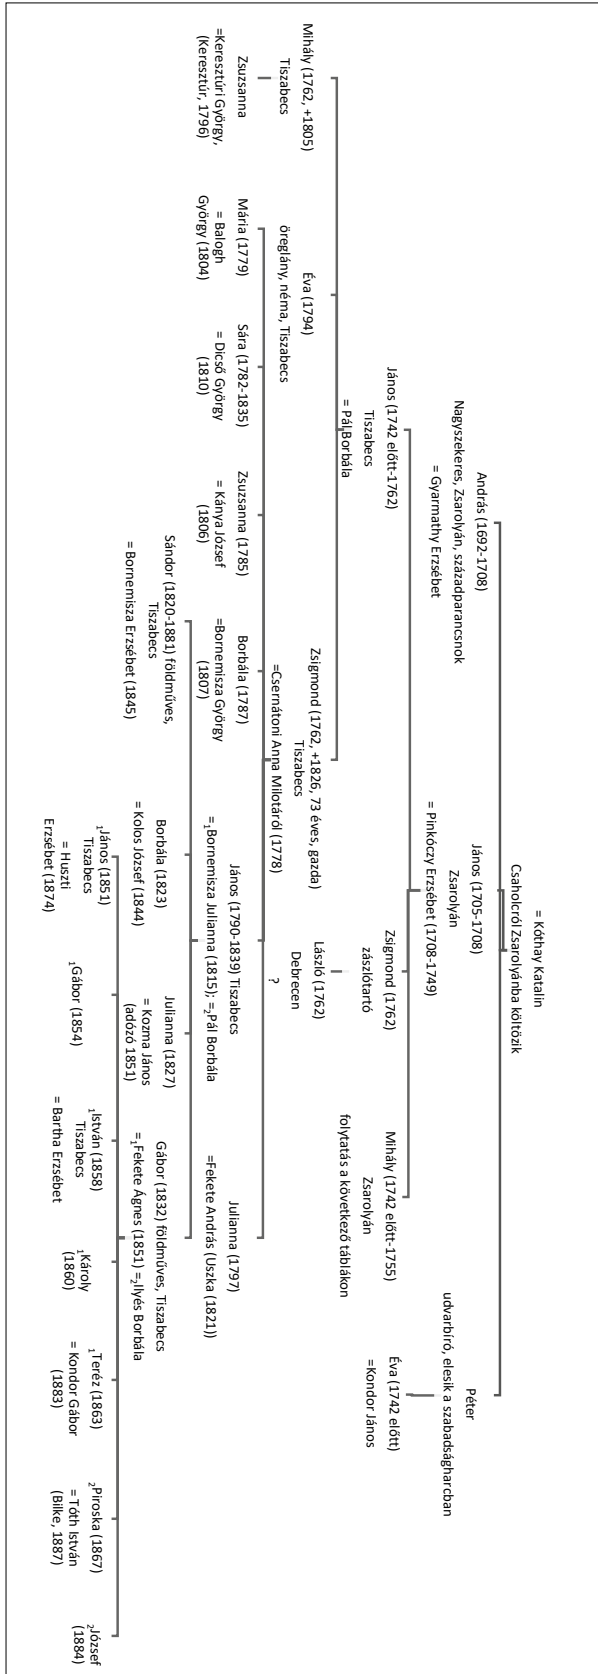 = Kóthay Katalin
Csaholcról Zsarolyánba költözik
András (1692-1708)
Nagyszekeres, Zsarolyán, századparancsnok
= Gyarmathy Erzsébet
János (1705-1708)
Zsarolyán
= Pinkóczy Erzsébet (1708-1749)
Péter
udvarbíró, elesik a szabadságharcban
János (1742 előtt-1762)
Tiszabecs
= Pál Borbála
Zsigmond (1762)
zászlótartó
Mihály (1742 előtt-1755)
Zsarolyán
folytatás a következő táblákon
Éva (1742 előtt)
=Kondor János
Mihály (1762, +1805)
Tiszabecs
Éva (1794)
öreglány, néma, Tiszabecs
Zsigmond (1762, +1826, 73 éves, gazda)
Tiszabecs
=Csernátoni Anna Milotáról (1778)
László (1762)
Debrecen
?
Zsuzsanna
=Keresztúri György,
(Keresztúr, 1796)
Mária (1779)
= Balogh
György (1804)
Sára (1782-1835)
= Dicső György
(1810)
Zsuzsanna (1785)
= Kánya József
(1806)
Borbála (1787)
=Bornemisza György
(1807)
János (1790-1839) Tiszabecs
=₁Bornemisza Julianna (1815); =₂Pál Borbála
Julianna (1797)
=Fekete András (Uszka (1821))
Sándor (1820-1881) földműves,
Tiszabecs
= Bornemisza Erzsébet (1845)
Borbála (1823)
= Kolos József (1844)
Julianna (1827)
= Kozma János
(adózó 1851)
Gábor (1832) földműves, Tiszabecs
=₁Fekete Ágnes (1851) =₂Ilyés Borbála
₁János (1851)
Tiszabecs
= Huszti
Erzsébet (1874)
₁Gábor (1854)
₁István (1858)
Tiszabecs
= Bartha Erzsébet
₁Károly
(1860)
₁Teréz (1863)
= Kondor Gábor
(1883)
₂Piroska (1867)
= Tóth István
(Bilke, 1887)
₂József
(1884)